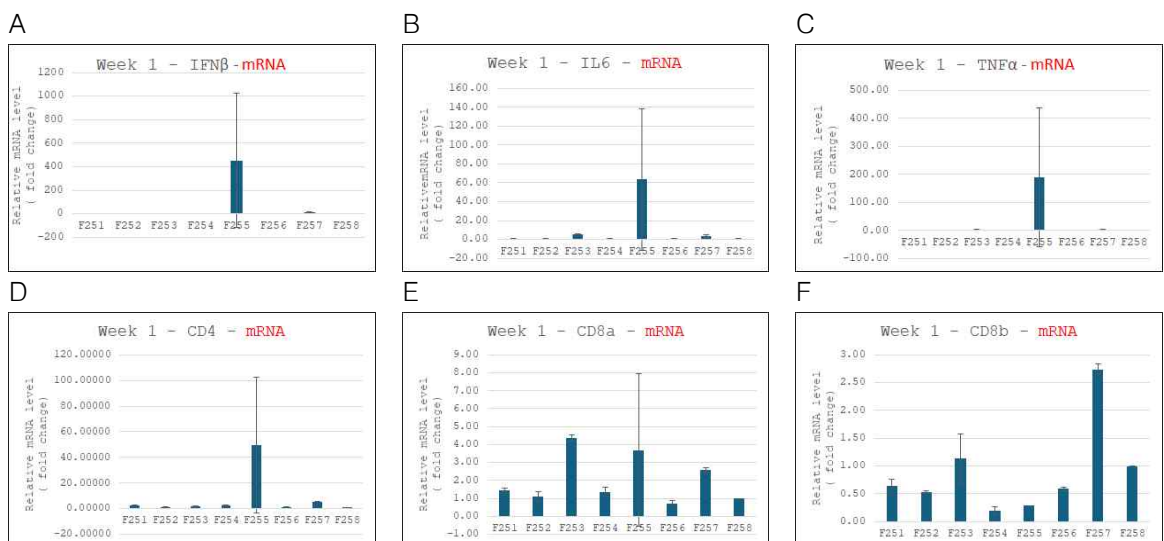 A
Week 1 - IFNβ-mRNA
Relative mRNA level
( fold change)
1200
1000
800
600
400
200
0
-200
F251 F252 F253 F254 F255 F256 F257 F258
B
Week 1 - IL6 - mRNA
RelativemRNA level
( fold change)
160.00
140.00
120.00
100.00
80.00
60.00
40.00
20.00
0.00
-20.00
F251 F252 F253 F254 F255 F256 F257 F258
C
Week 1 - TNFα-mRNA
Relative mRNA level
( fold change)
500.00
400.00
300.00
200.00
100.00
0.00
-100.00
F251 F252 F253 F254 F255 F256 F257 F258
D
Week 1 - CD4 - mRNA
Relative mRNA level
( fold change)
120.00000
100.00000
80.00000
60.00000
40.00000
20.00000
0.00000
-20.00000
F251 F252 F253 F254 F255 F256 F257 F258
E
Week 1 - CD8a - mRNA
Relative mRNA level
( fold change)
9.00
8.00
7.00
6.00
5.00
4.00
3.00
2.00
1.00
0.00
-1.00
F251 F252 F253 F254 F255 F256 F257 F258
F
Week 1 - CD8b - mRNA
Relative mRNA level
( fold change)
3.00
2.50
2.00
1.50
1.00
0.50
0.00
F251 F252 F253 F254 F255 F256 F257 F258